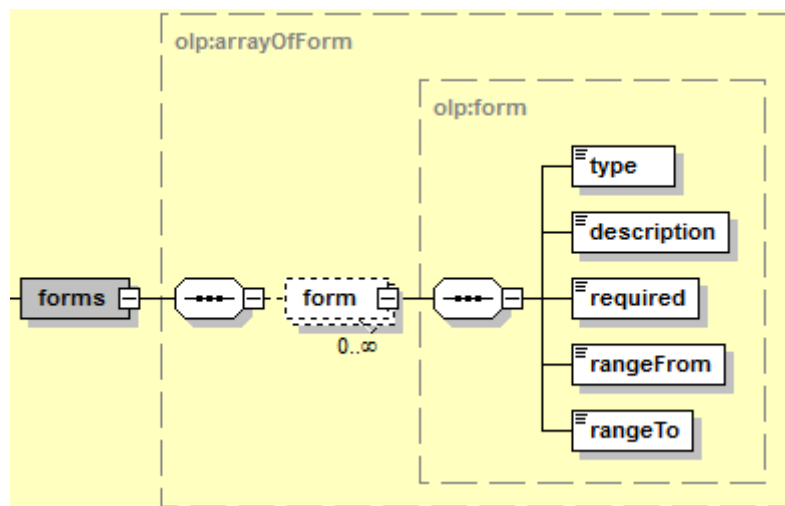 olp:arrayOfForm
olp:form
type
description
forms
form
required
0..∞
rangeFrom
rangeTo